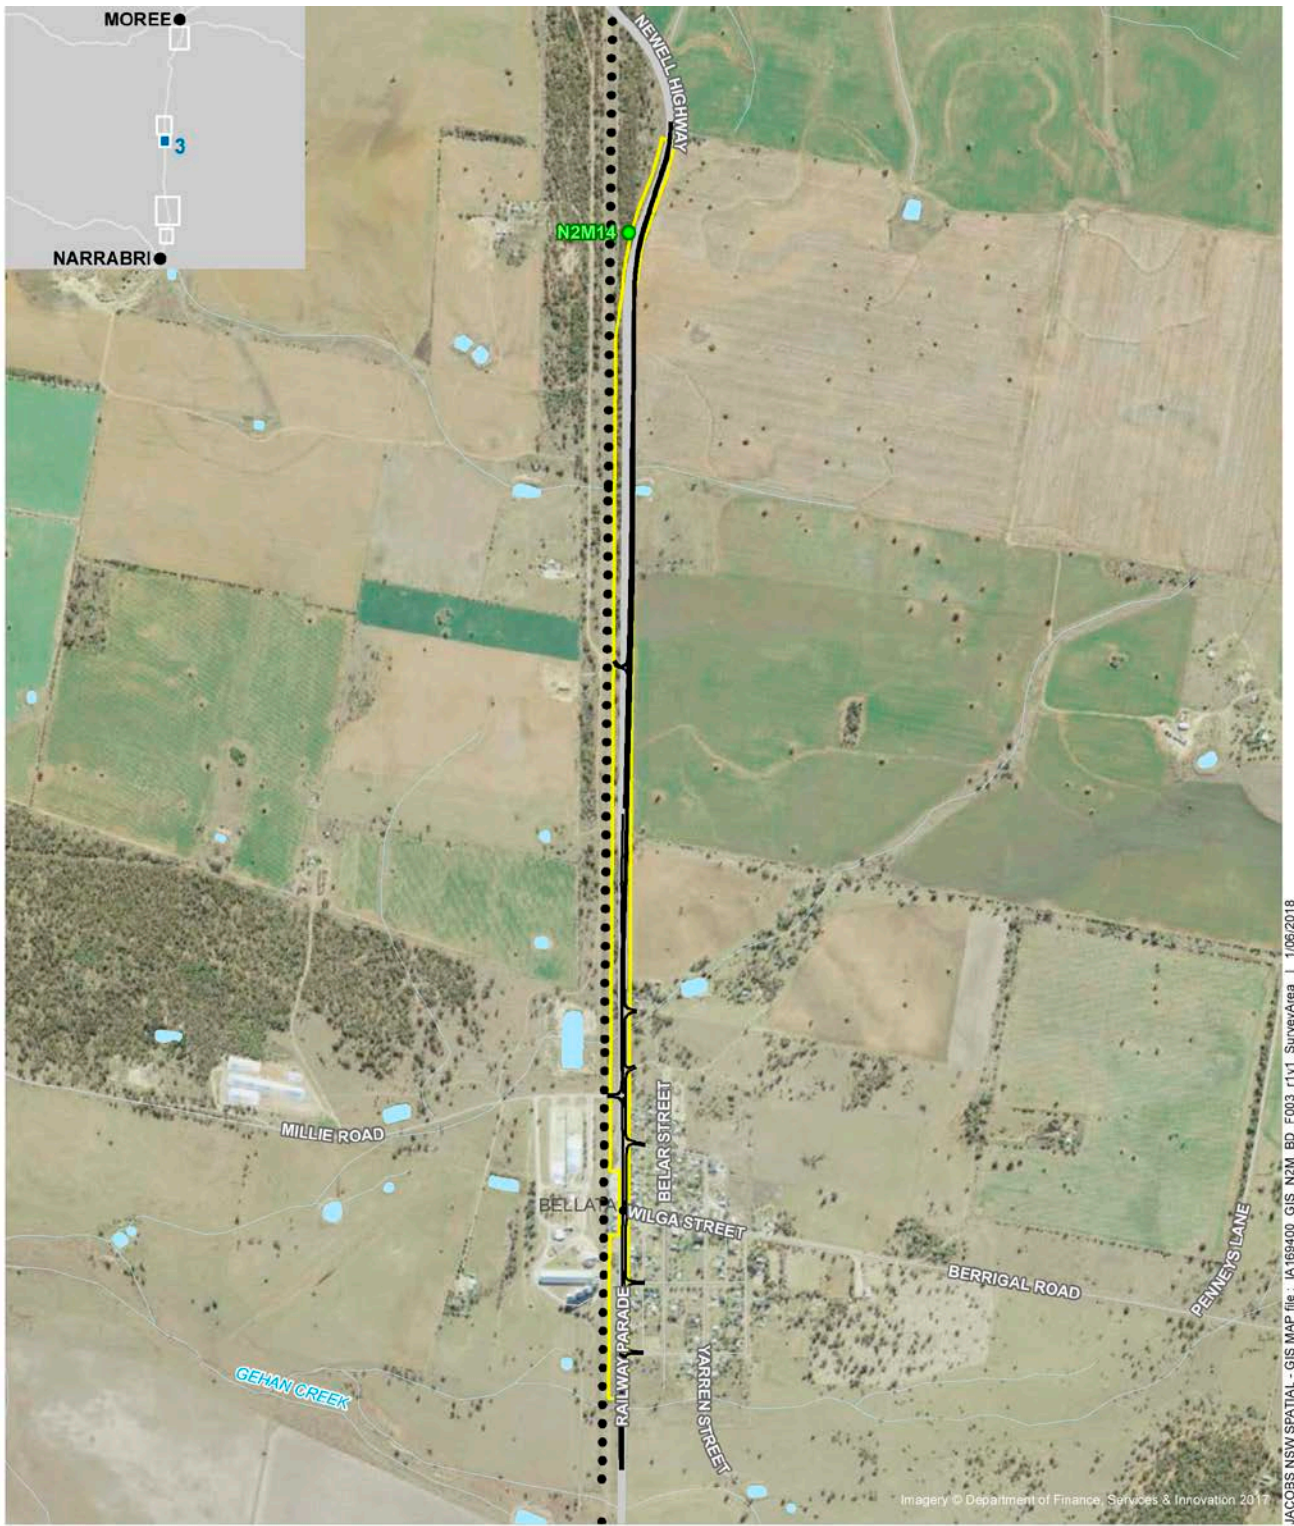 MOREE
3
NARRABRI
NEWELL HIGHWAY
N2M14
MILLIE ROAD
BELAR STREET
BELLATA
WILGA STREET
BERRIGAL ROAD
PENNEYS LANE
RAILWAY PARADE
YARREN STREET
GEHAN CREEK
Imagery © Department of Finance, Services & Innovation 2017
JACOBS NSW SPATIAL - GIS MAP file : IA169400_GIS_N2M_BD_F003_r1v1_SurveyArea | 1/06/2018